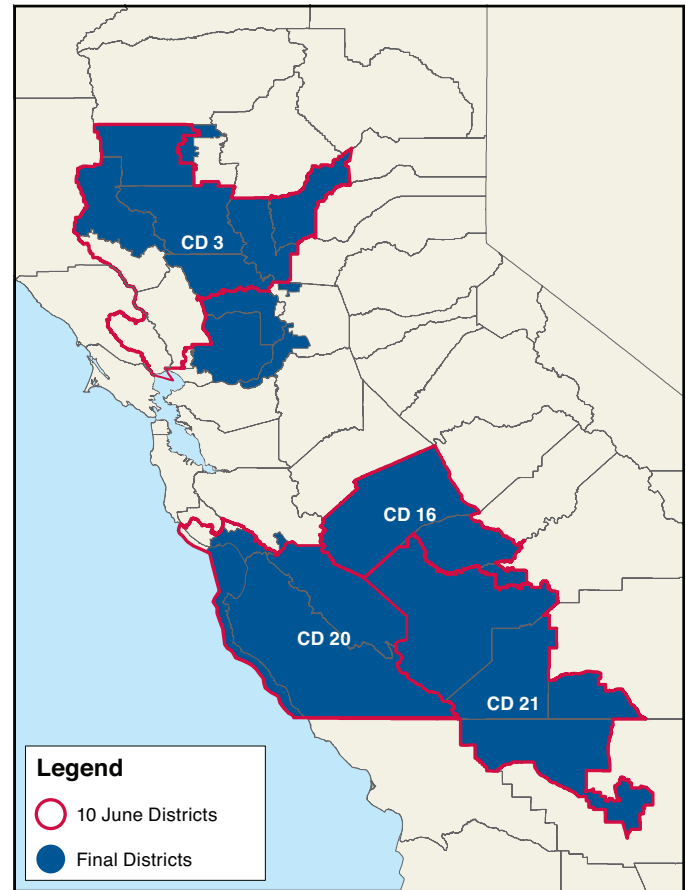 CD 3
CD 16
CD 20
CD 21
Legend
10 June Districts
Final Districts